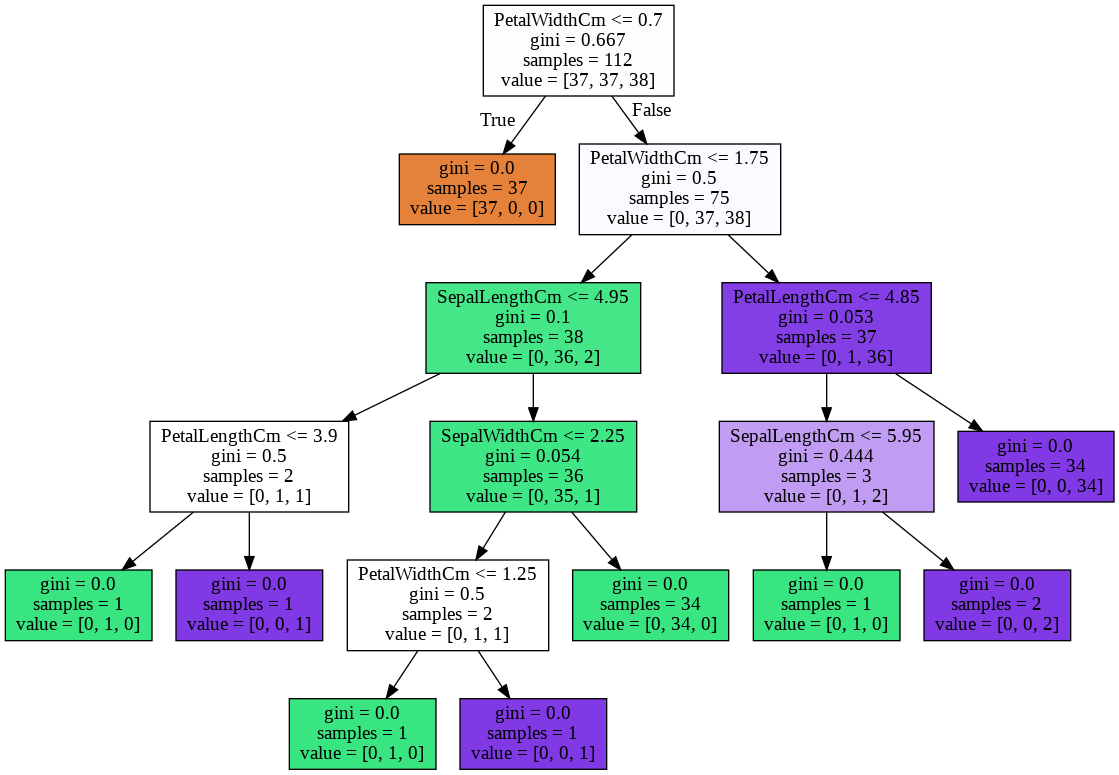 PetalWidthCm <= 0.7
gini = 0.667
samples = 112
value = [37, 37, 38]
True
False
gini = 0.0
samples = 37
value = [37, 0, 0]
PetalWidthCm <= 1.75
gini = 0.5
samples = 75
value = [0, 37, 38]
SepalLengthCm <= 4.95
gini = 0.1
samples = 38
value = [0, 36, 2]
PetalLengthCm <= 4.85
gini = 0.053
samples = 37
value = [0, 1, 36]
PetalLengthCm <= 3.9
gini = 0.5
samples = 2
value = [0, 1, 1]
SepalWidthCm <= 2.25
gini = 0.054
samples = 36
value = [0, 35, 1]
SepalLengthCm <= 5.95
gini = 0.444
samples = 3
value = [0, 1, 2]
gini = 0.0
samples = 34
value = [0, 0, 34]
gini = 0.0
samples = 1
value = [0, 1, 0]
gini = 0.0
samples = 1
value = [0, 0, 1]
PetalWidthCm <= 1.25
gini = 0.5
samples = 2
value = [0, 1, 1]
gini = 0.0
samples = 34
value = [0, 34, 0]
gini = 0.0
samples = 1
value = [0, 1, 0]
gini = 0.0
samples = 2
value = [0, 0, 2]
gini = 0.0
samples = 1
value = [0, 1, 0]
gini = 0.0
samples = 1
value = [0, 0, 1]